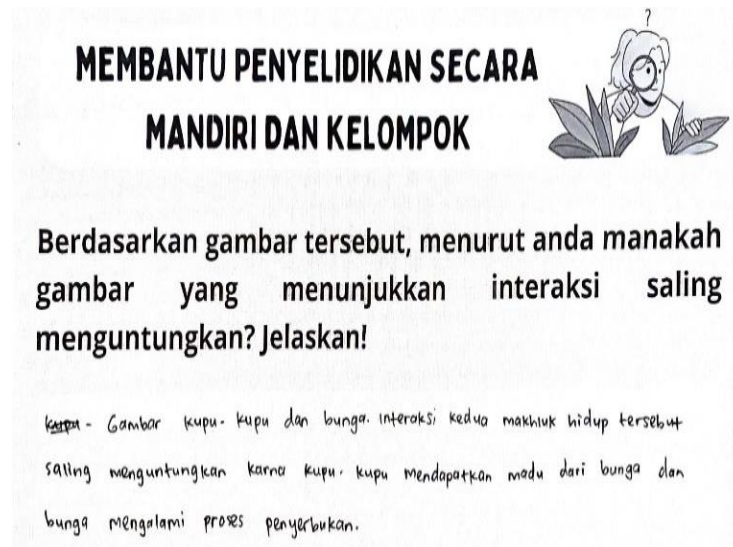 ?
MEMBANTU PENYELIDIKAN SECARA
MANDIRI DAN KELOMPOK
Berdasarkan gambar tersebut, menurut anda manakah
gambar yang menunjukkan interaksi saling
menguntungkan? Jelaskan!
- Gambar kupu-kupu dan bunga. interaksi kedua makhluk hidup tersebut
saling menguntungkan karna kupu-kupu mendapatkan madu dari bunga dan
bunga mengalami proses penyerbukan.